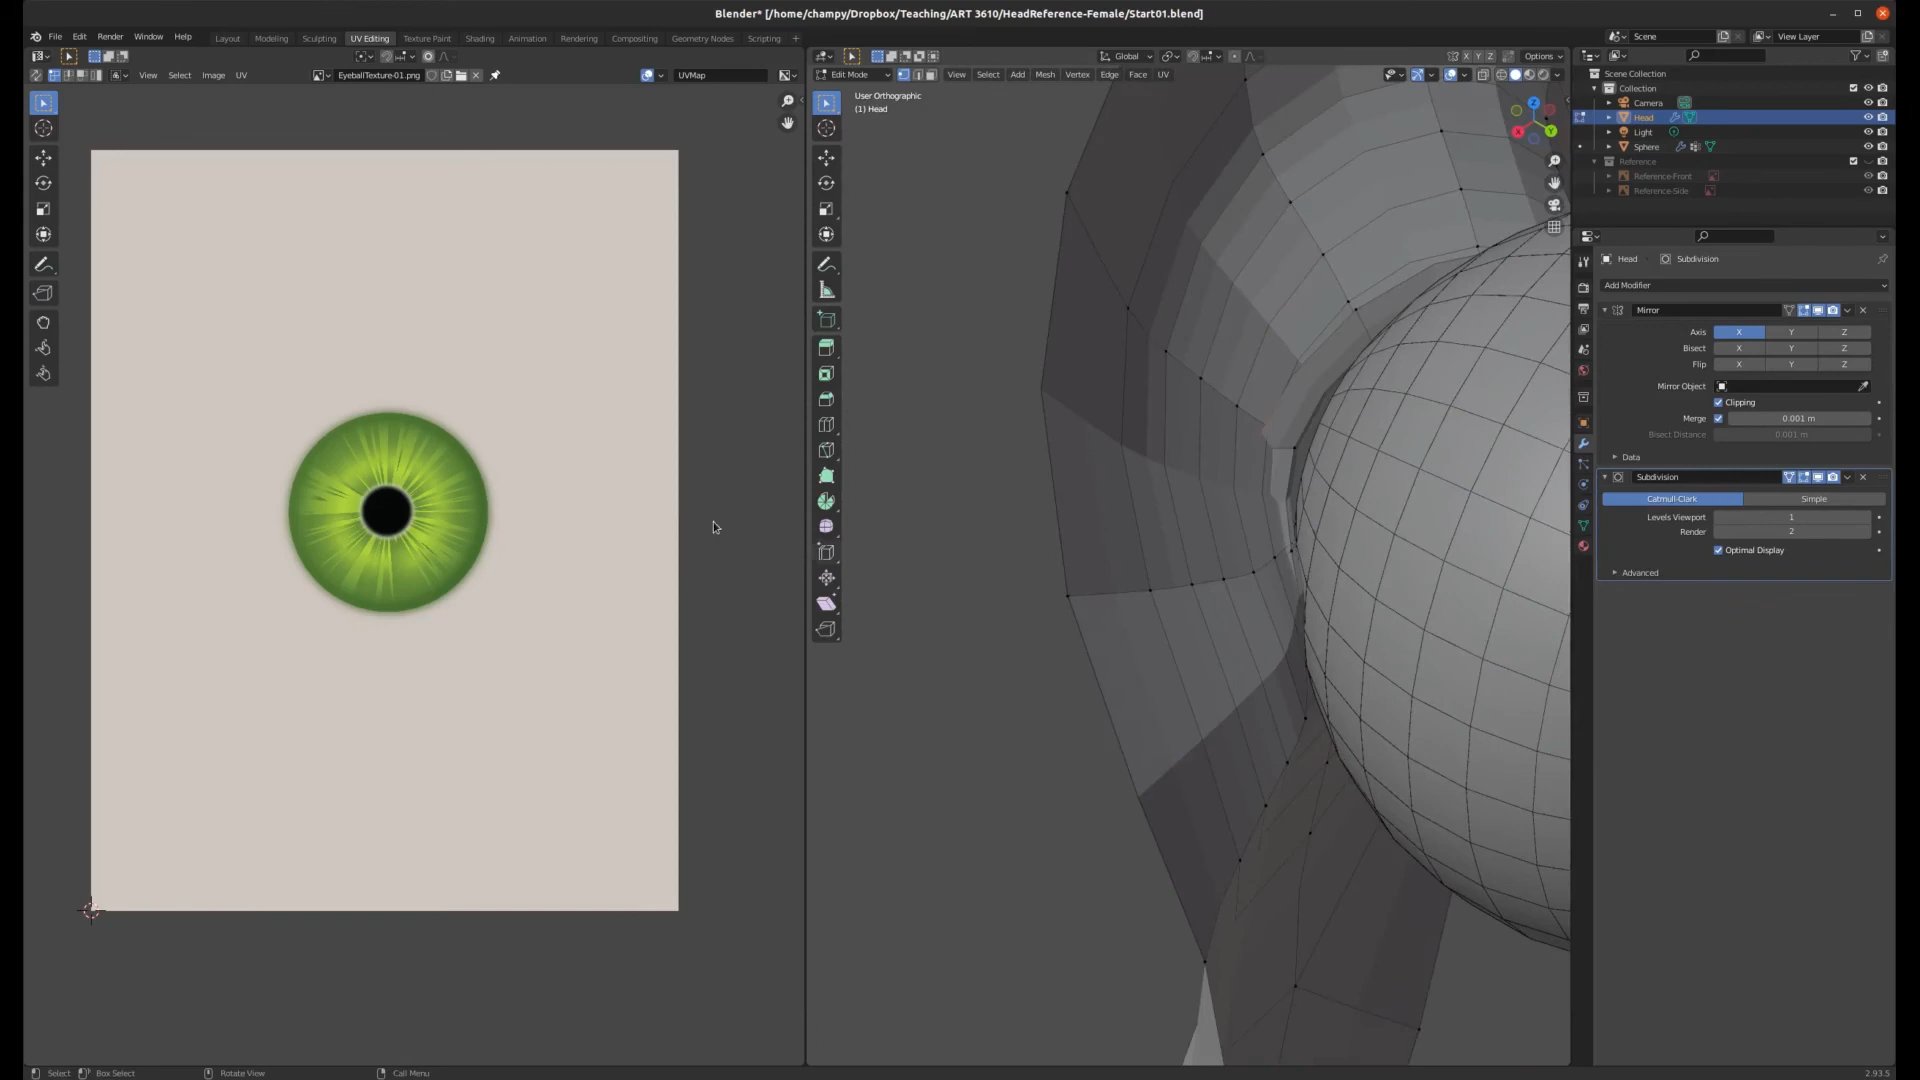 Blender* [/home/champy/Dropbox/Teaching/ART 3610/HeadReference-Female/Start01.blend]
File Edit Render Window Help
Layout Modeling Sculpting UV Editing Texture Paint Shading Animation Rendering Compositing Geometry Nodes Scripting +
Scene
View Layer
View Select Image UV
EyeballTexture-01.png
UVMap
Global
X Y Z
Options
Edit Mode
View Select Add Mesh Vertex Edge Face UV
User Orthographic
(1) Head
Z
X
Y
Scene Collection
Collection
Camera
Head
Light
Sphere
Reference
Reference-Front
Reference-Side
Head
Subdivision
Add Modifier
Mirror
Axis X Y Z
Bisect X Y Z
Flip X Y Z
Mirror Object
Clipping
Merge 0.001 m
Bisect Distance 0.001 m
Data
Subdivision
Catmull-Clark Simple
Levels Viewport 1
Render 2
Optimal Display
Advanced
Select Box Select Rotate View Call Menu
2.93.5